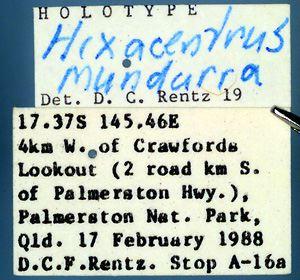 HOLOTYPE
Hixacentrus
mundurra
Det. D. C. Rentz 19
17.37S 145.46E
4km W. of Crawfords
Lookout (2 road km S.
of Palmerston Hwy.),
Palmerston Nat. Park,
Qld. 17 February 1988
D.C.F.Rentz. Stop A-16a